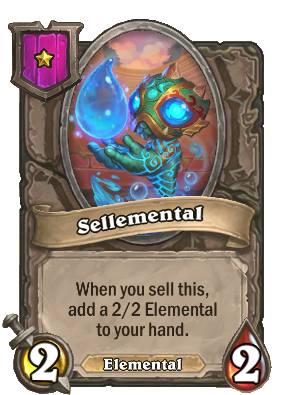 Sellemental
When you sell this,
add a 2/2 Elemental
to your hand.
Elemental
2 2